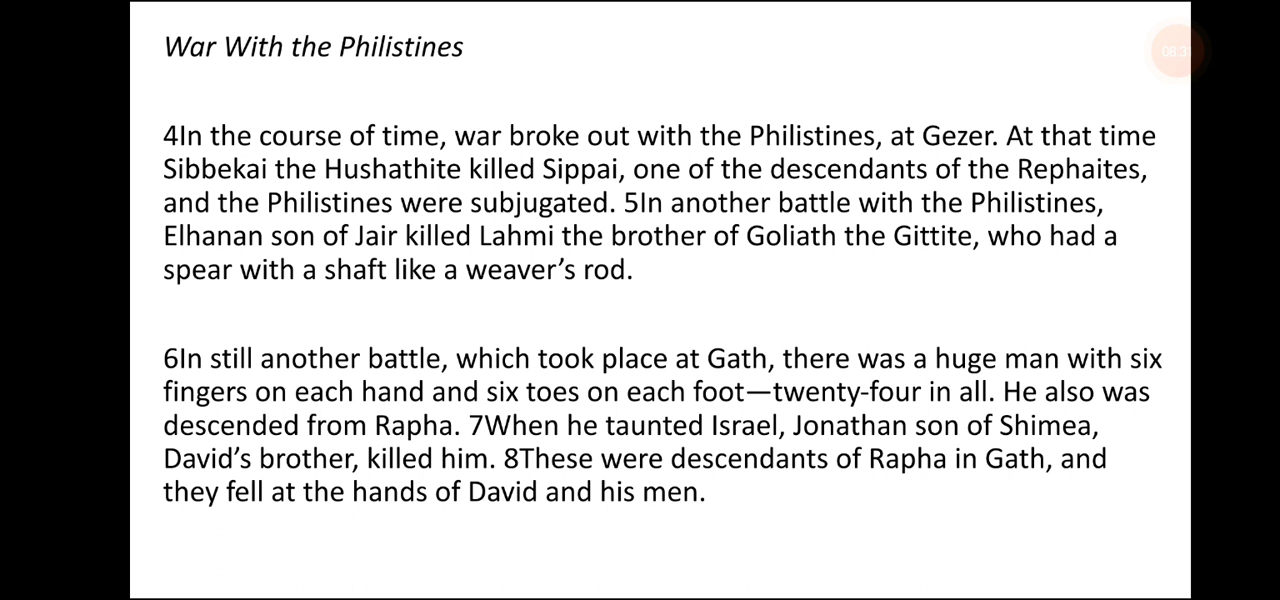 War With the Philistines
08:3
4In the course of time, war broke out with the Philistines, at Gezer. At that time
Sibbekai the Hushathite killed Sippai, one of the descendants of the Rephaites,
and the Philistines were subjugated. 5In another battle with the Philistines,
Elhanan son of Jair killed Lahmi the brother of Goliath the Gittite, who had a
spear with a shaft like a weaver’s rod.
6In still another battle, which took place at Gath, there was a huge man with six
fingers on each hand and six toes on each foot—twenty-four in all. He also was
descended from Rapha. 7When he taunted Israel, Jonathan son of Shimea,
David’s brother, killed him. 8These were descendants of Rapha in Gath, and
they fell at the hands of David and his men.